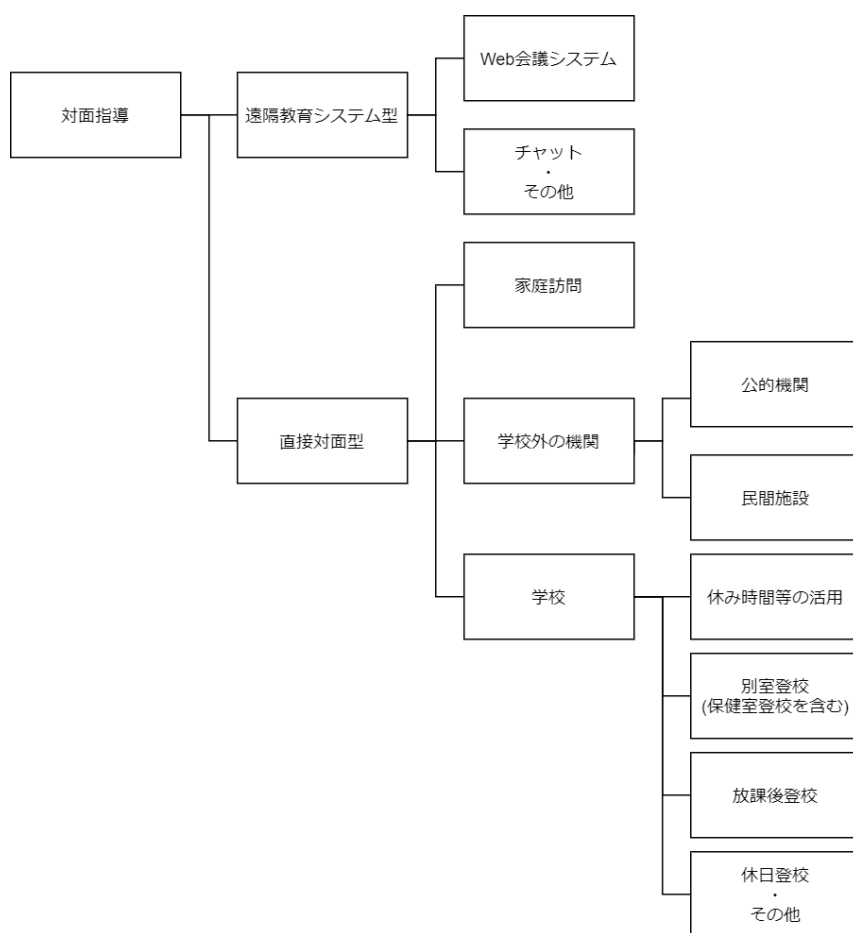 Web会議システム
対面指導
遠隔教育システム型
チャット
・
その他
家庭訪問
公的機関
直接対面型
学校外の機関
民間施設
学校
休み時間等の活用
別室登校
(保健室登校を含む)
放課後登校
休日登校
・
その他